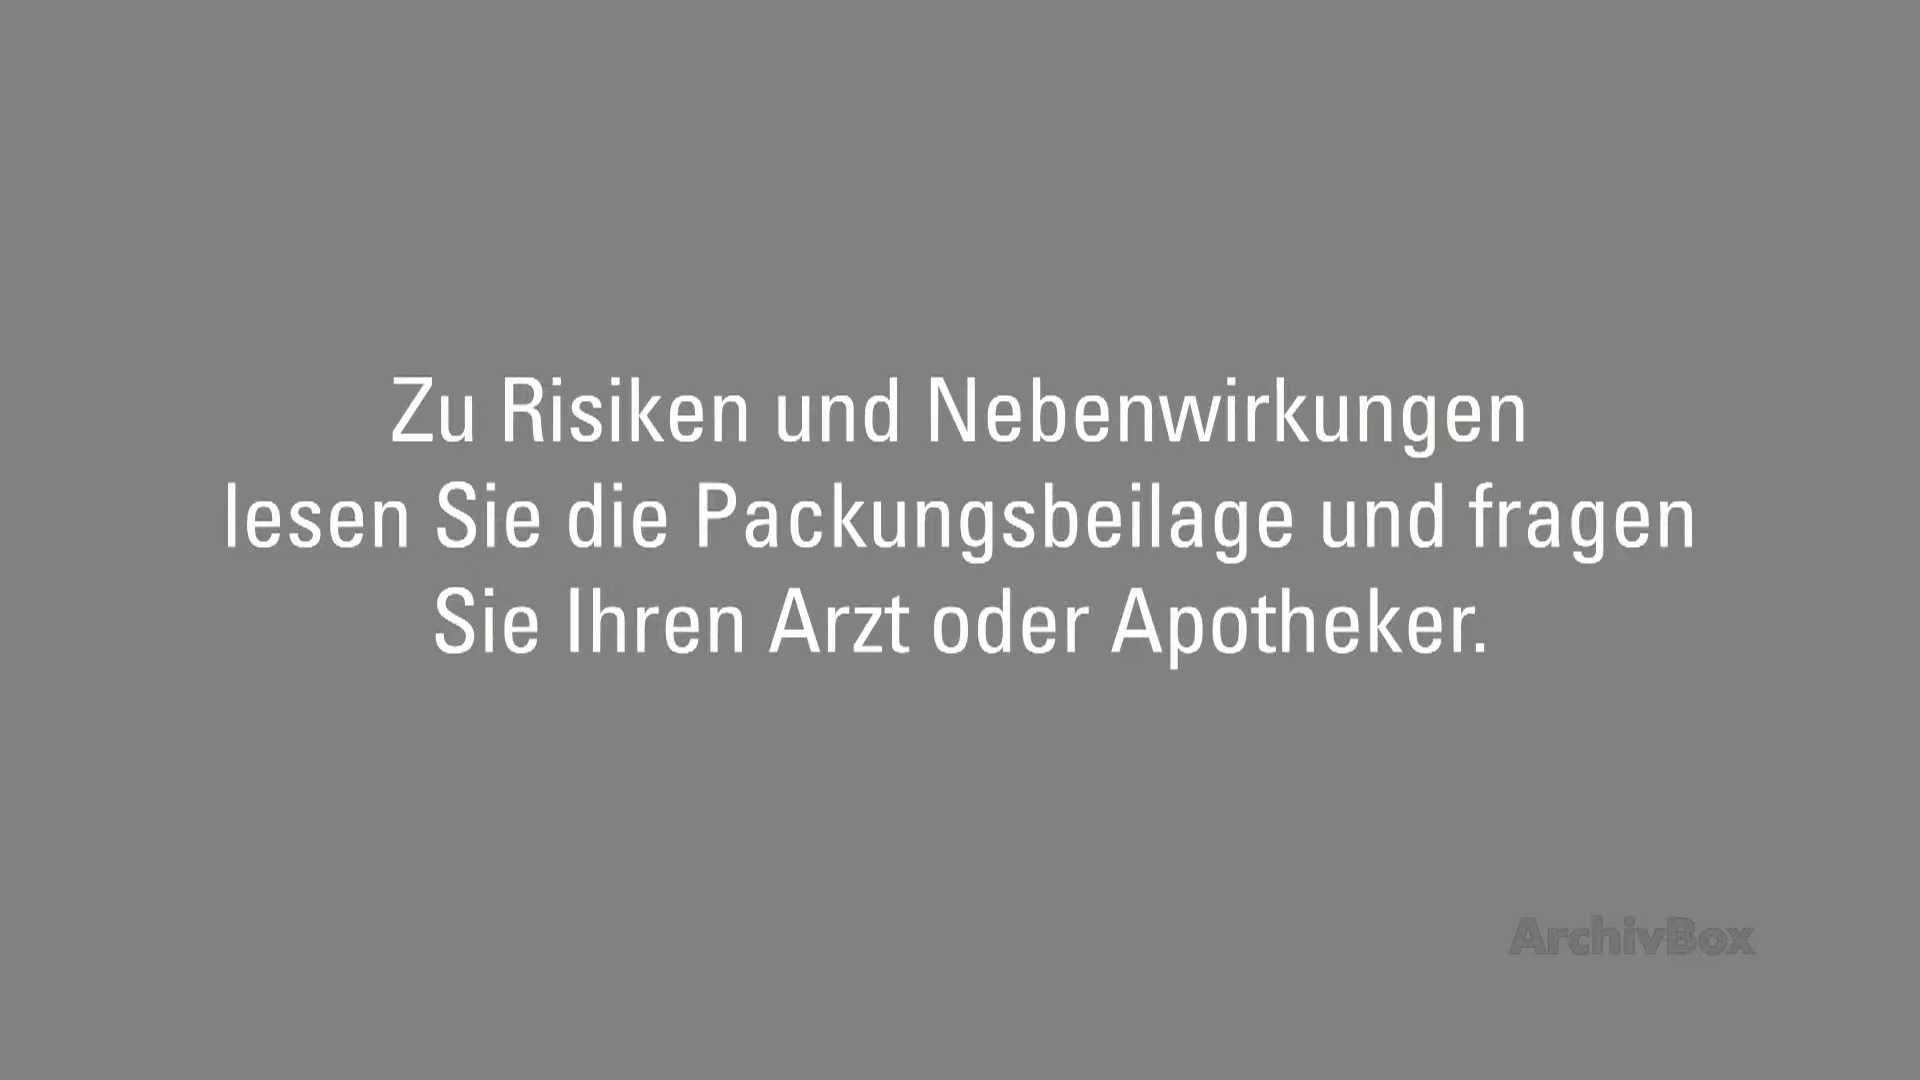 Zu Risiken und Nebenwirkungen
lesen Sie die Packungsbeilage und fragen
Sie Ihren Arzt oder Apotheker.
ArchivBox